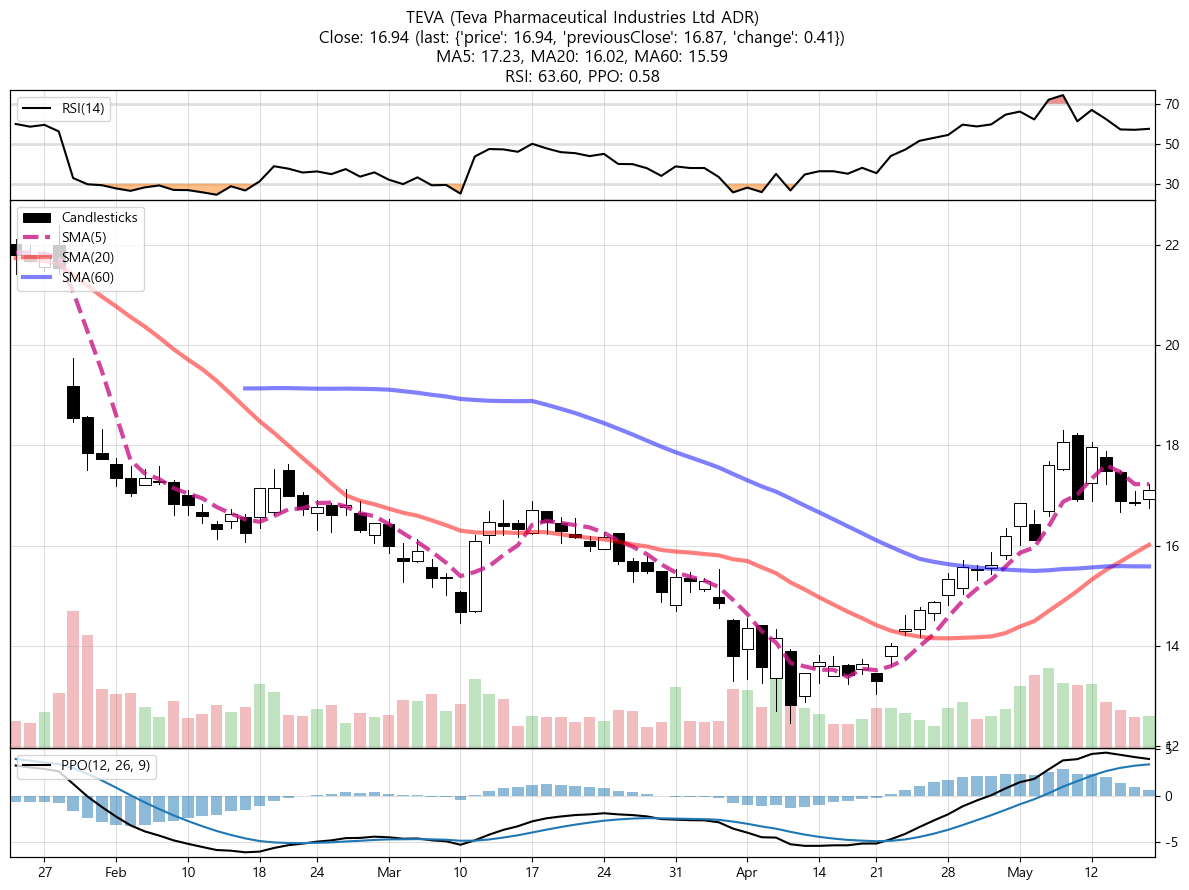 TEVA (Teva Pharmaceutical Industries Ltd ADR)
Close: 16.94 (last: {'price': 16.94, 'previousClose': 16.87, 'change': 0.41})
MA5: 17.23, MA20: 16.02, MA60: 15.59
RSI: 63.60, PPO: 0.58
RSI(14)
70
50
30
Candlesticks
SMA(5)
SMA(20)
SMA(60)
22
20
18
16
14
12
PPO(12, 26, 9)
5
0
-5
27 Feb 10 18 24 Mar 10 17 24 31 Apr 14 21 28 May 12